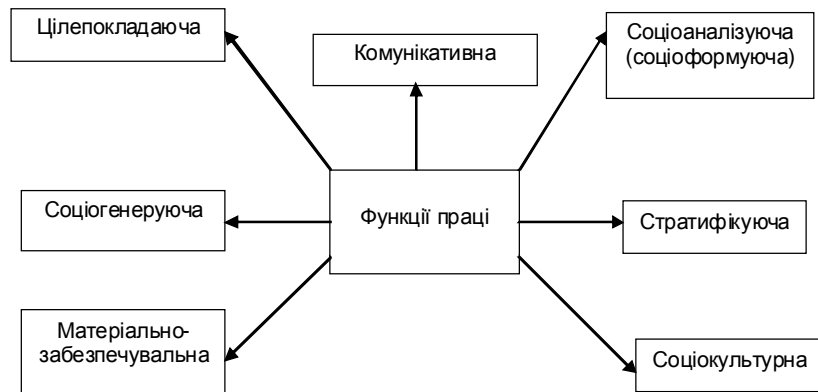 Цілепокладаюча
Комунікативна
Соціоаналізуюча
(соціоформуюча)
Соціогенеруюча
Функції праці
Стратифікуюча
Матеріально-
забезпечувальна
Соціокультурна